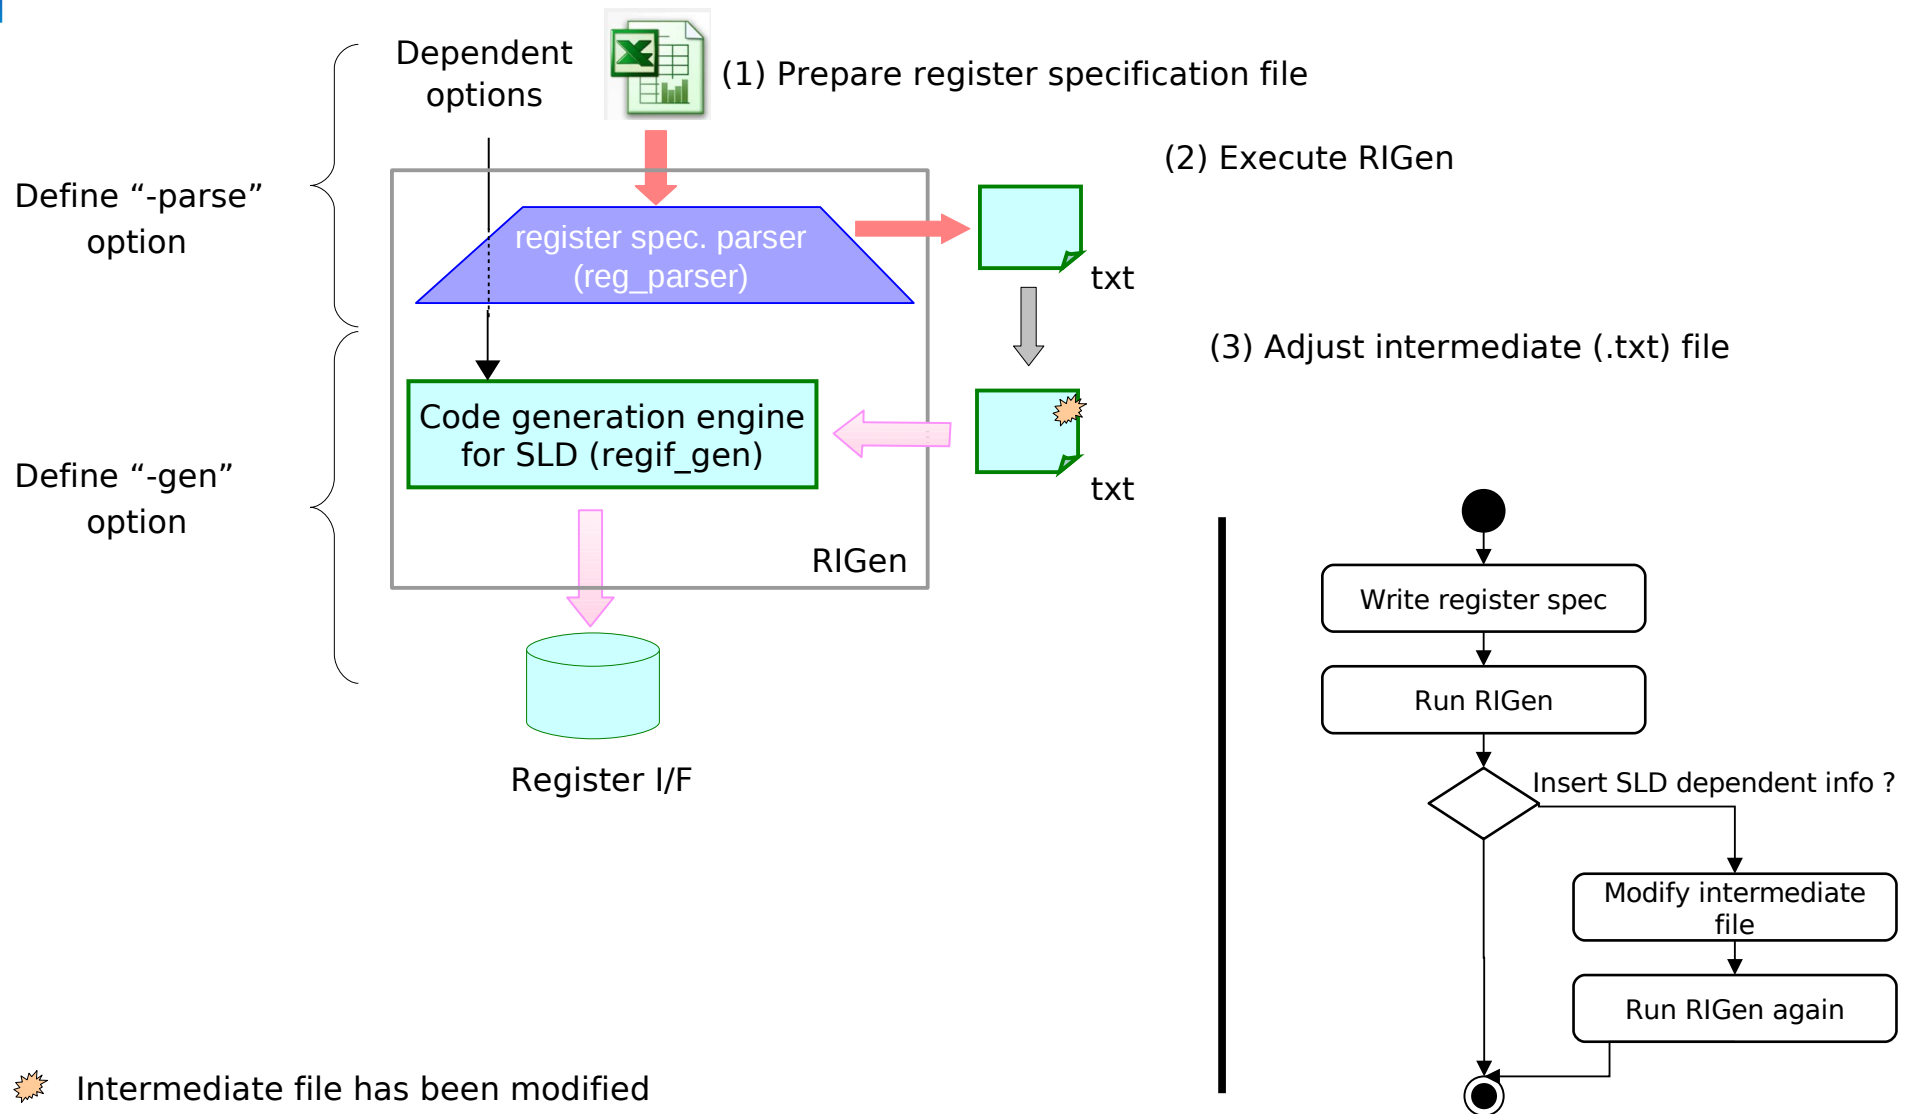 Dependent
options
(1) Prepare register specification file
(2) Execute RIGen
Define “-parse”
option
register spec. parser
(reg_parser)
txt
(3) Adjust intermediate (.txt) file
Code generation engine
for SLD (regif_gen)
txt
Define “-gen”
option
RIGen
Register I/F
Write register spec
Run RIGen
Insert SLD dependent info ?
Modify intermediate
file
Run RIGen again
Intermediate file has been modified